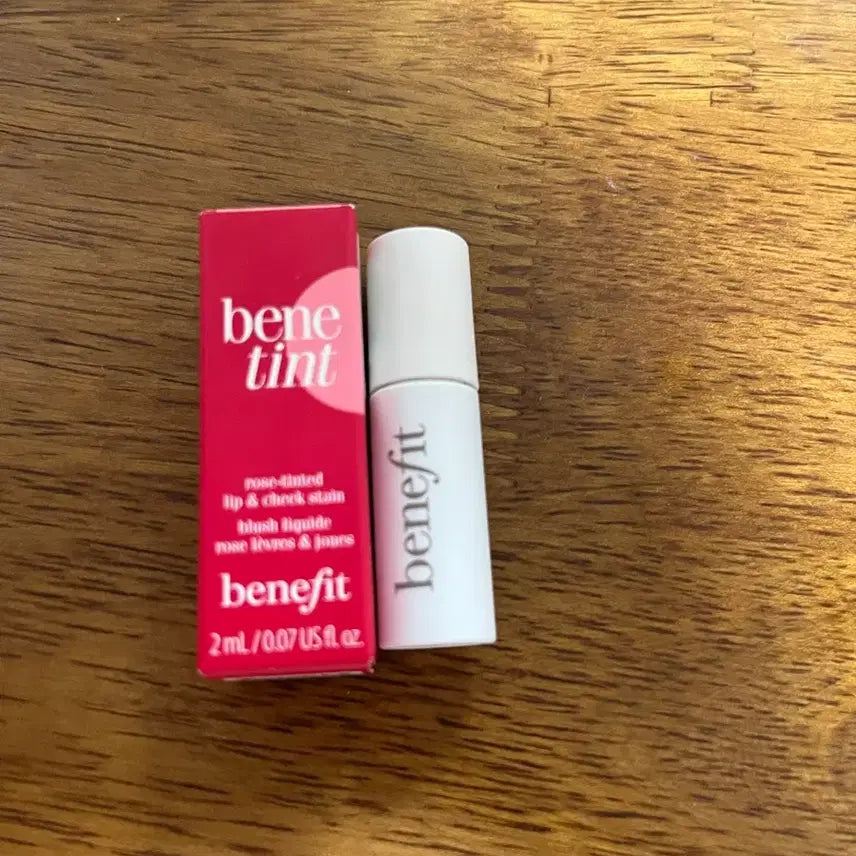 bene
tint
rose-tinted
lip & cheek stain
blush liquide
rose lèvres & joues
benefit
2 mL / 0.07 US fl. oz.
benefit